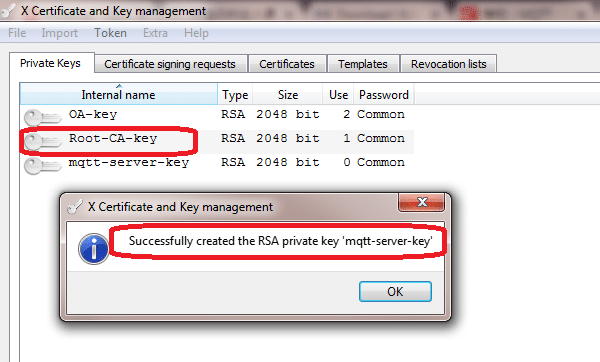 X Certificate and Key management
File Import Token Extra Help
Private Keys Certificate signing requests Certificates Templates Revocation lists
Internal name Type Size Use Password
OA-key RSA 2048 bit 2 Common
Root-CA-key RSA 2048 bit 1 Common
mqtt-server-key RSA 2048 bit 0 Common
X Certificate and Key management
Successfully created the RSA private key 'mqtt-server-key'
OK